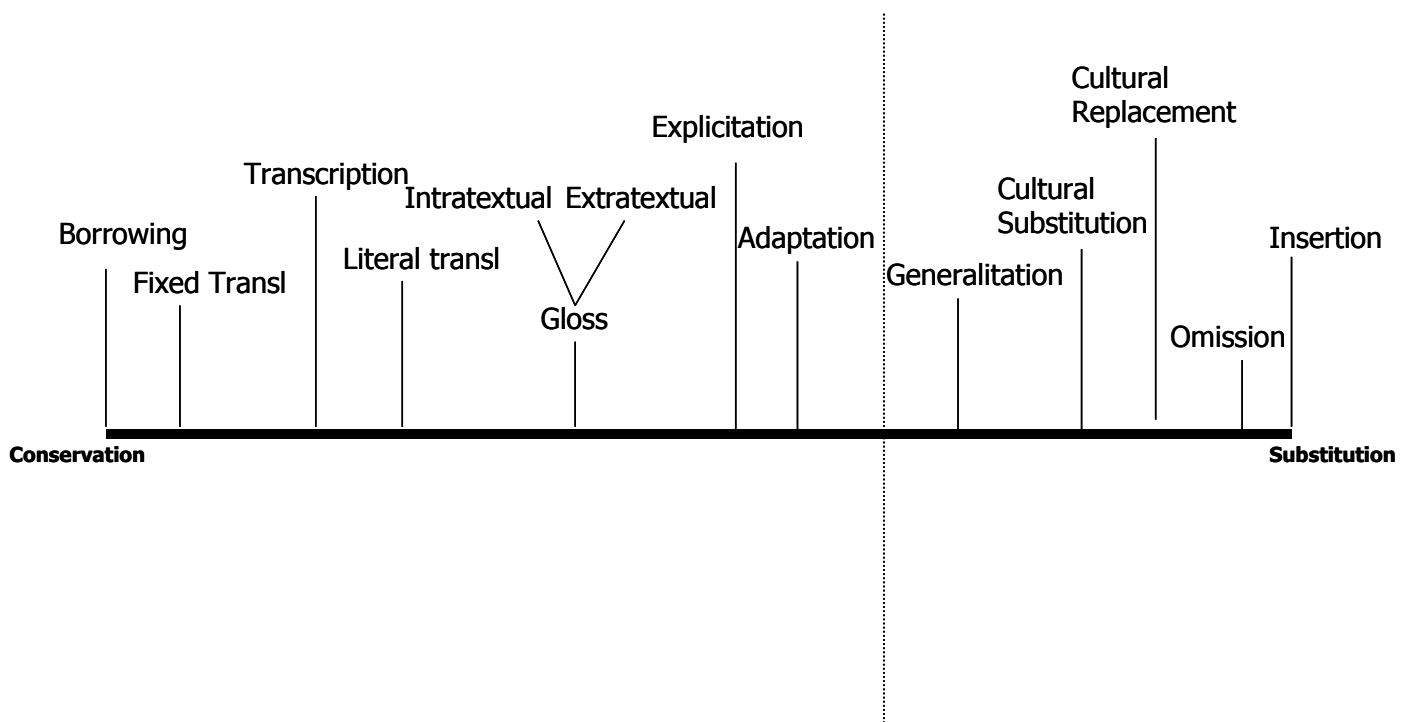 Cultural
Replacement
Explicitation
Transcription
Intratextual
Extratextual
Cultural
Substitution
Borrowing
Adaptation
Insertion
Literal transl
Fixed Transl
Generalitation
Gloss
Omission
Conservation
Substitution